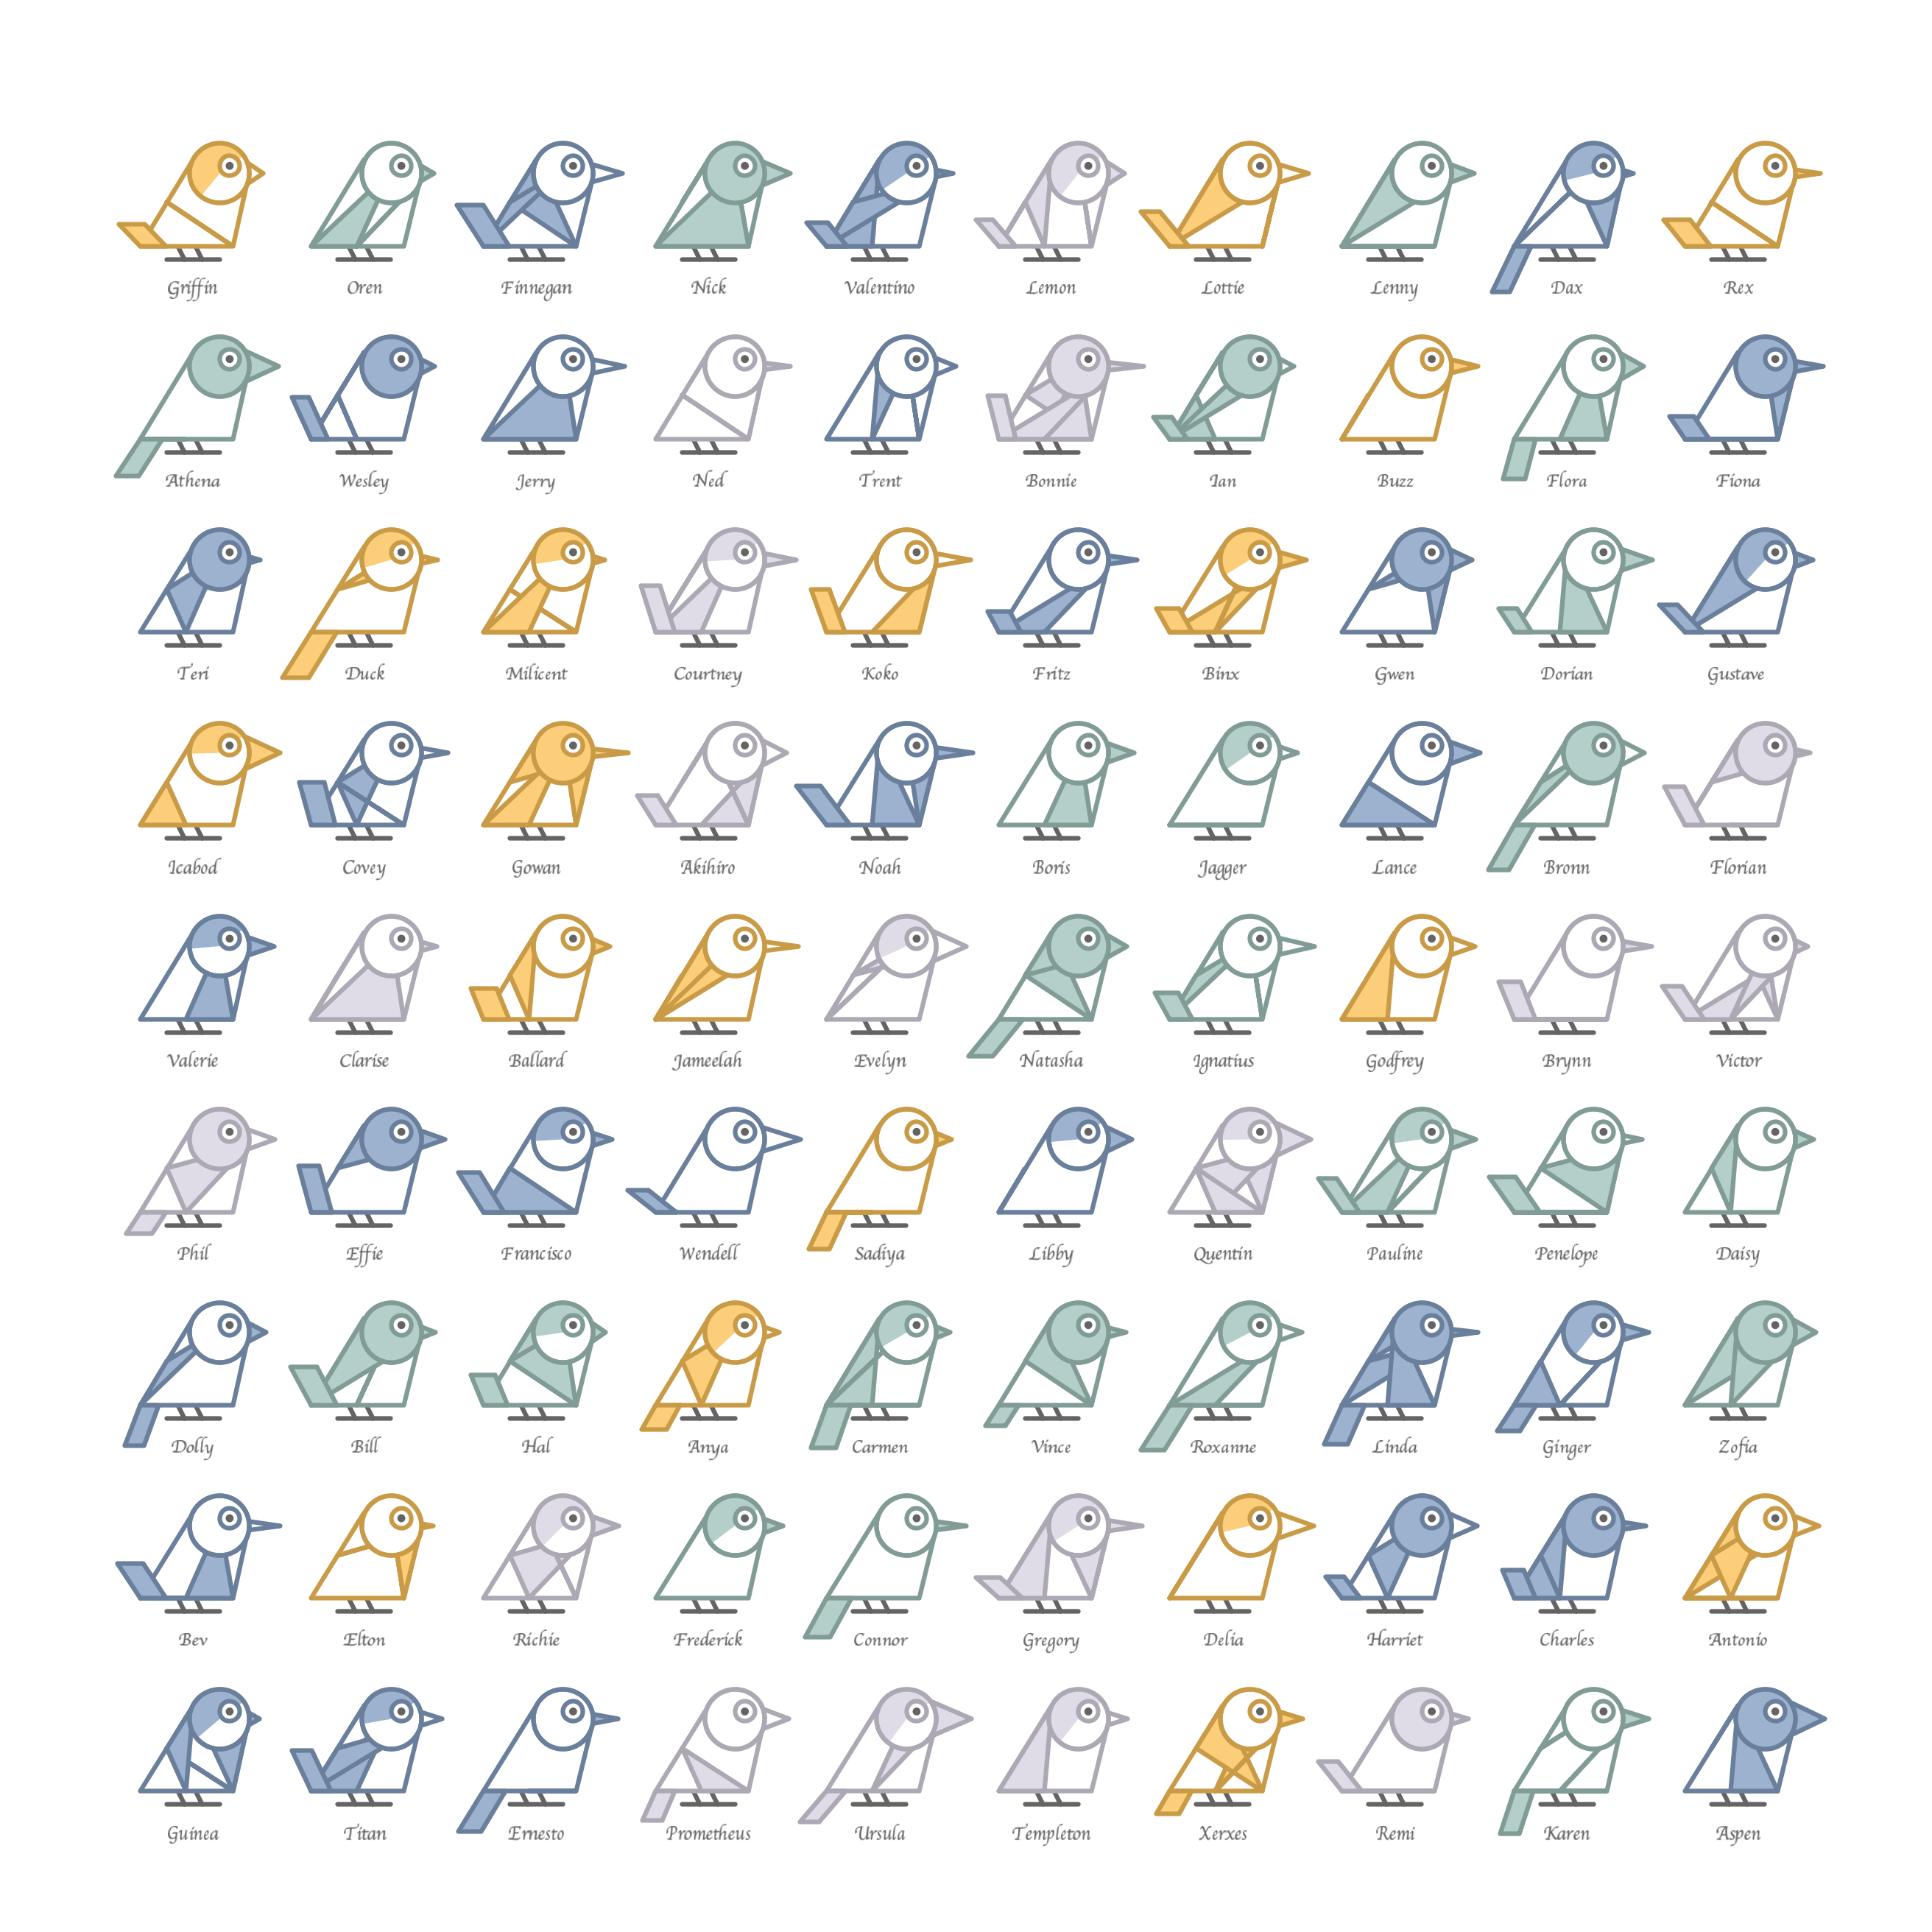 Griffin Oren Finnegan Nick Valentino Lemon Lottie Lenny Dax Rex
Athena Wesley Jerry Ned Trent Bonnie Ian Buzz Flora Fiona
Teri Duck Milicent Courtney Koko Fritz Binx Gwen Dorian Gustave
Icabod Covey Gowan Akihiro Noah Boris Jagger Lance Bronn Florian
Valerie Clarise Ballard Jameelah Evelyn Natasha Ignatius Godfrey Brynn Victor
Phil Effie Francisco Wendell Sadiya Libby Quentin Pauline Penelope Daisy
Dolly Bill Hal Anya Carmen Vince Roxanne Linda Ginger Zofia
Bev Elton Richie Frederick Connor Gregory Delia Harriet Charles Antonio
Guinea Titan Ernesto Prometheus Ursula Templeton Xerxes Remi Karen Aspen